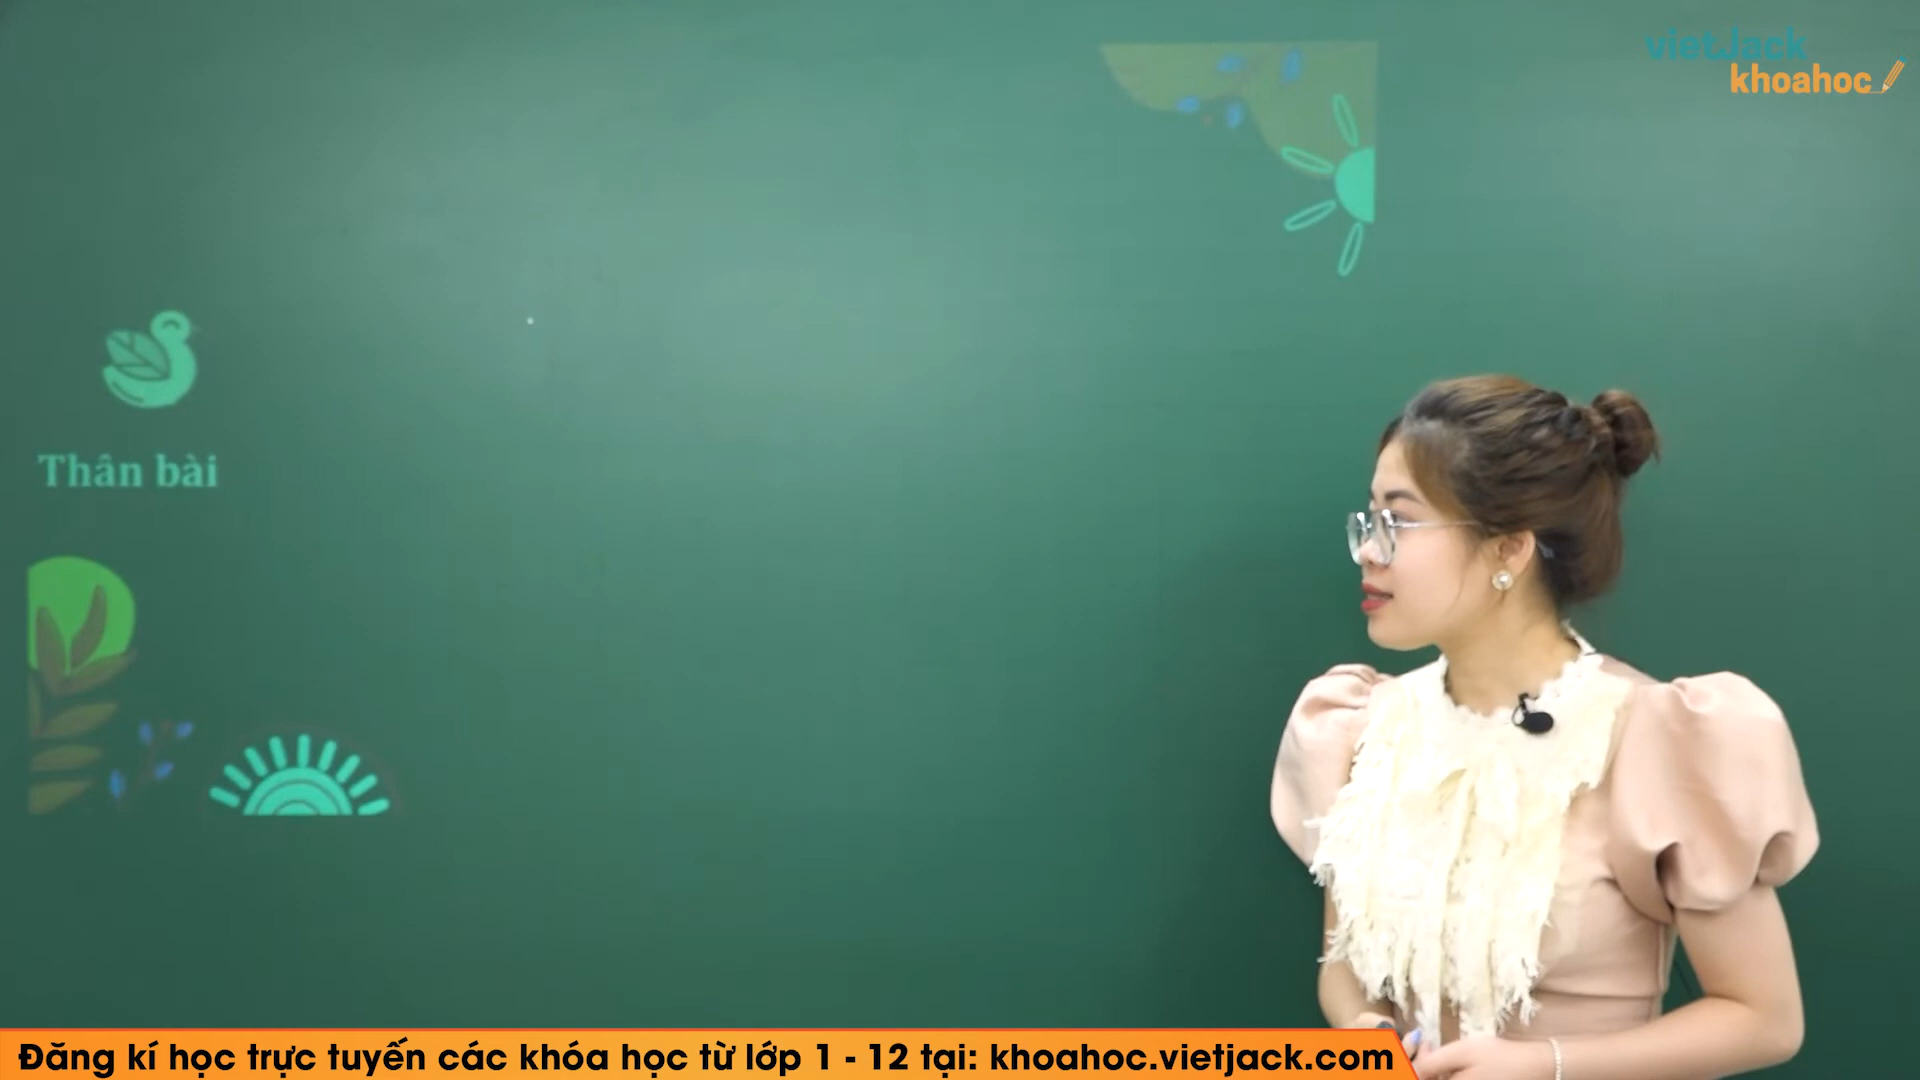 vietJack
khoahoc
Thân bài
Đăng kí học trực tuyến các khóa học từ lớp 1 - 12 tại: khoahoc.vietjack.com